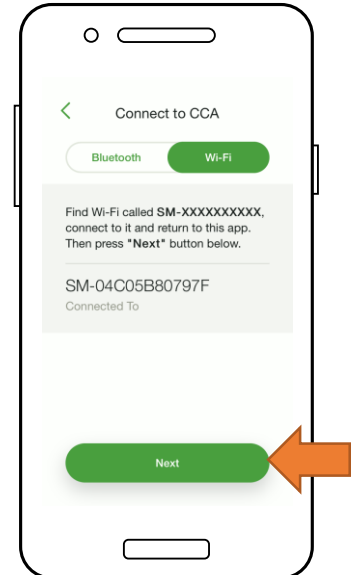 Connect to CCA
Bluetooth Wi-Fi
Find Wi-Fi called SM-XXXXXXXXXX,
connect to it and return to this app.
Then press "Next" button below.
SM-04C05B80797F
Connected To
Next